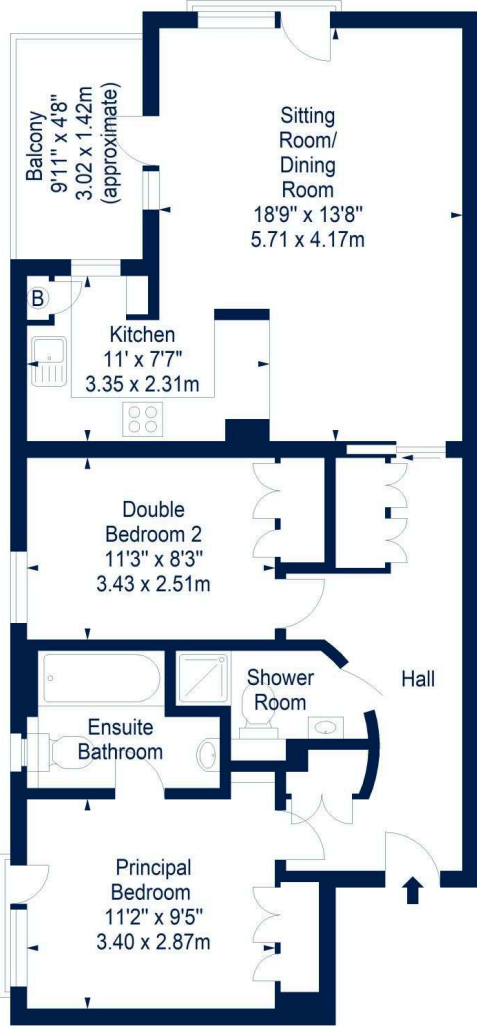 Balcony
9'11" x 4'8"
3.02 x 1.42m
(approximate)
Sitting
Room/
Dining
Room
18'9" x 13'8"
5.71 x 4.17m
B
Kitchen
11' x 7'7"
3.35 x 2.31m
Double
Bedroom 2
11'3" x 8'3"
3.43 x 2.51m
Shower
Room
Hall
Ensuite
Bathroom
Principal
Bedroom
11'2" x 9'5"
3.40 x 2.87m